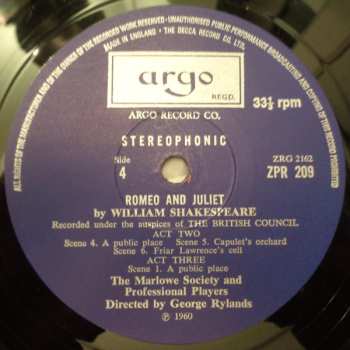 ALL RIGHTS OF THE MANUFACTURER AND OF THE OWNER OF THE RECORDED WORK RESERVED · UNAUTHORISED PUBLIC PERFORMANCE BROADCASTING AND COPYING OF THIS RECORD PROHIBITED
MADE IN ENGLAND · THE DECCA RECORD CO. LTD.
argo
REGD.
ARGO RECORD CO.
33⅓ rpm
STEREOPHONIC
Side
4
ZRG 2162
ZPR 209
ROMEO AND JULIET
by WILLIAM SHAKESPEARE
Recorded under the auspices of THE BRITISH COUNCIL
ACT TWO
Scene 4. A public place Scene 5. Capulet's orchard
Scene 6. Friar Lawrence's cell
ACT THREE
Scene 1. A public place
The Marlowe Society and
Professional Players
Directed by George Rylands
℗ 1960